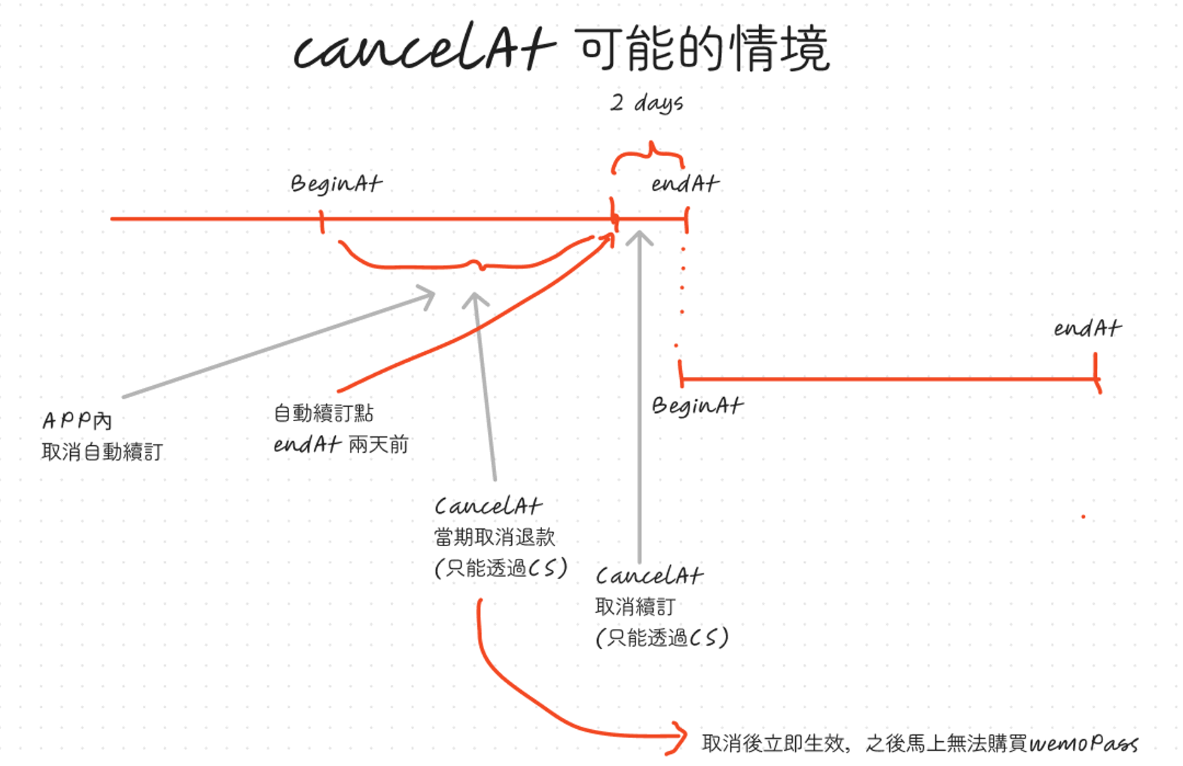 cancelAt 可能的情境
2 days
BeginAt
endAt
endAt
BeginAt
APP內
取消自動續訂
自動續訂點
endAt 兩天前
CancelAt
當期取消退款
(只能透過CS)
CancelAt
取消續訂
(只能透過CS)
取消後立即生效，之後馬上無法購買wemoPass